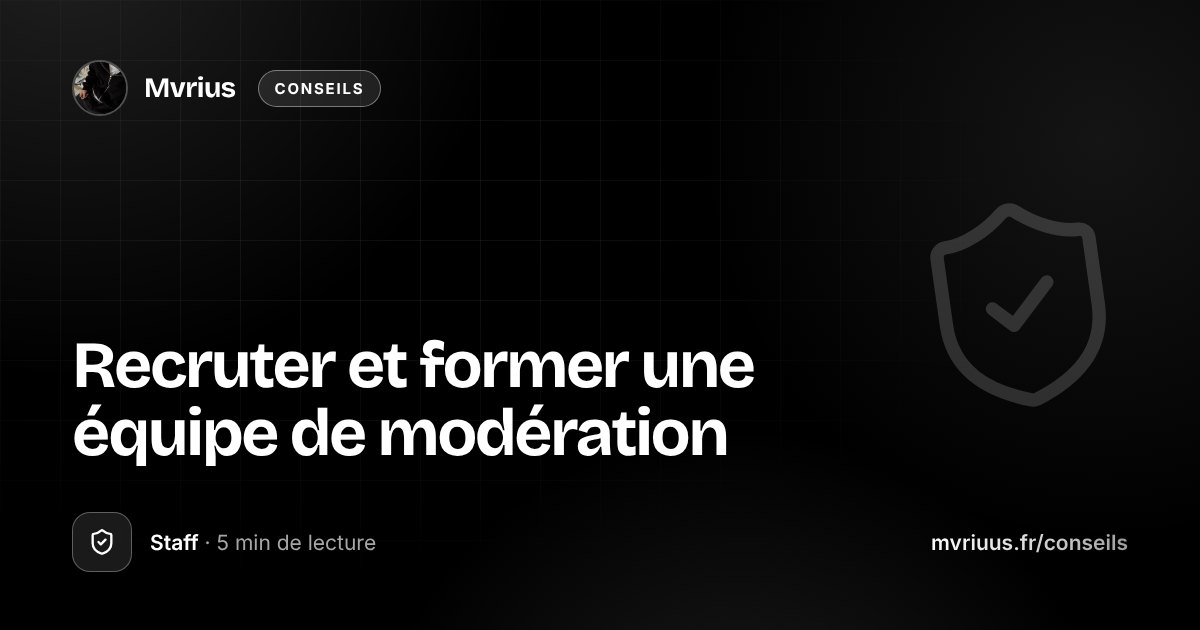 Mvrius
CONSEILS
Recruter et former une
équipe de modération
Staff · 5 min de lecture
mvriuus.fr/conseils